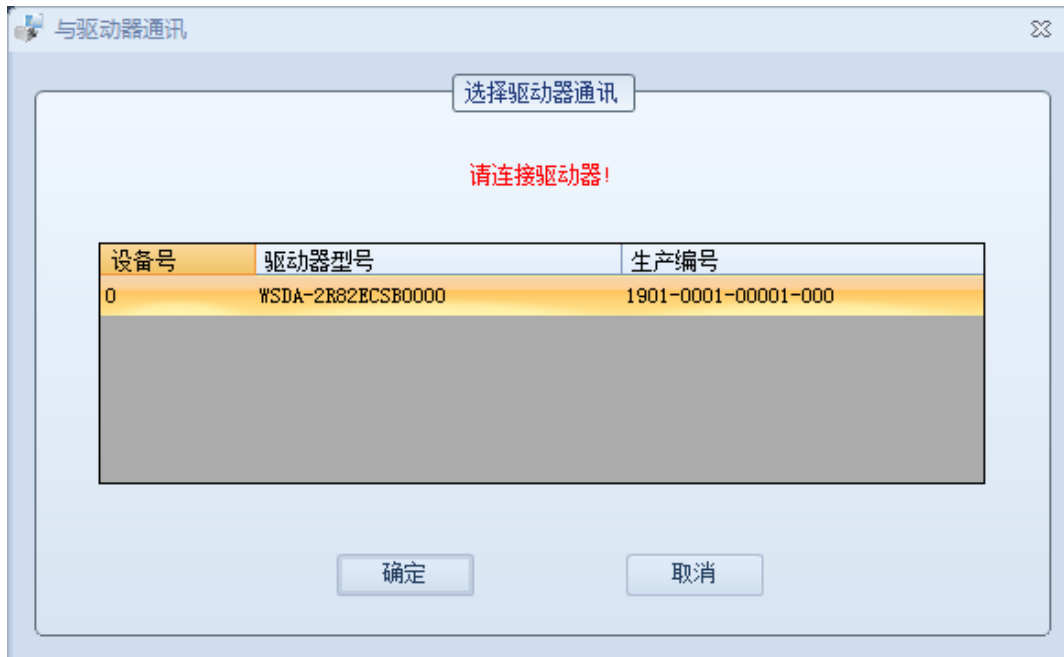 与驱动器通讯
选择驱动器通讯
请连接驱动器!
设备号 驱动器型号 生产编号
0 WSDA-2R82ECSB0000 1901-0001-00001-000
确定 取消